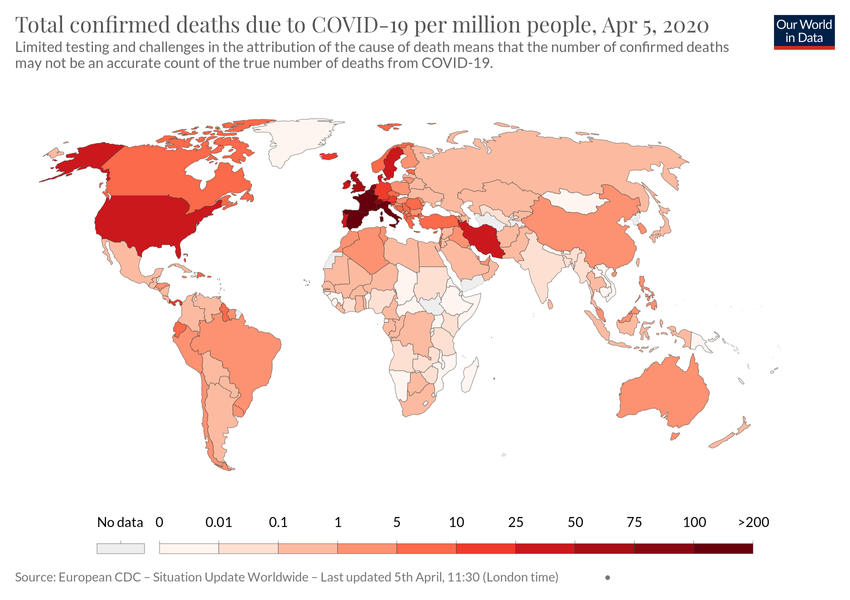 Total confirmed deaths due to COVID-19 per million people, Apr 5, 2020
Our World
in Data
Limited testing and challenges in the attribution of the cause of death means that the number of confirmed deaths
may not be an accurate count of the true number of deaths from COVID-19.
No data 0 0.01 0.1 1 5 10 25 50 75 100 >200
Source: European CDC – Situation Update Worldwide – Last updated 5th April, 11:30 (London time) •